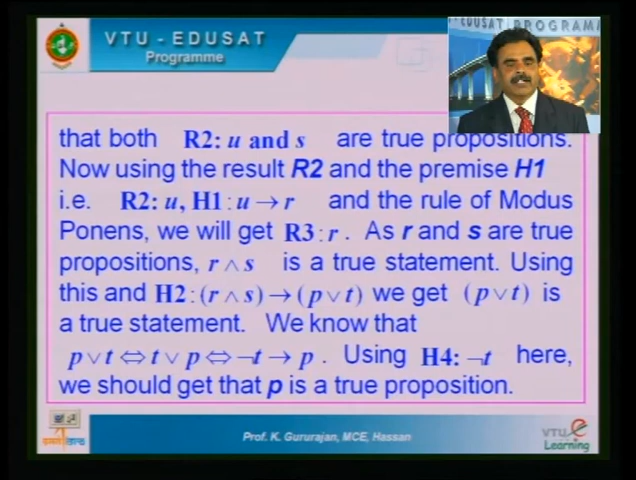 VTU - EDUSAT
Programme
EDUSAT PROGRAMM
that both R2: u and s are true propositions.
Now using the result R2 and the premise H1
i.e. R2: u, H1 : u → r and the rule of Modus
Ponens, we will get R3 : r. As r and s are true
propositions, r ∧ s is a true statement. Using
this and H2 : (r ∧ s) → (p ∨ t) we get (p ∨ t) is
a true statement. We know that
p ∨ t ⇔ t ∨ p ⇔ ¬t → p. Using H4: ¬t here,
we should get that p is a true proposition.
Prof. K. Gururajan, MCE, Hassan
VTU e
Learning